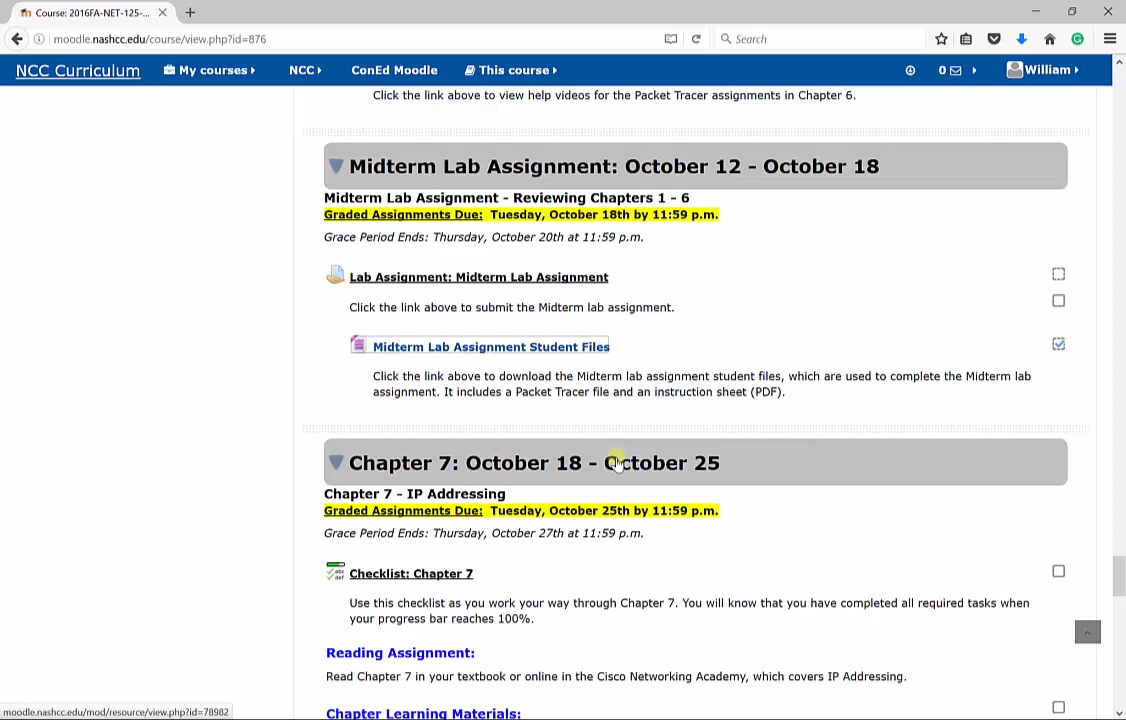 Course: 2016FA-NET-125-...
moodle.nashcc.edu/course/view.php?id=876
Search
NCC Curriculum
My courses
NCC
ConEd Moodle
This course
0
William
Click the link above to view help videos for the Packet Tracer assignments in Chapter 6.
Midterm Lab Assignment: October 12 - October 18
Midterm Lab Assignment - Reviewing Chapters 1 - 6
Graded Assignments Due: Tuesday, October 18th by 11:59 p.m.
Grace Period Ends: Thursday, October 20th at 11:59 p.m.
Lab Assignment: Midterm Lab Assignment
Click the link above to submit the Midterm lab assignment.
Midterm Lab Assignment Student Files
Click the link above to download the Midterm lab assignment student files, which are used to complete the Midterm lab
assignment. It includes a Packet Tracer file and an instruction sheet (PDF).
Chapter 7: October 18 - October 25
Chapter 7 - IP Addressing
Graded Assignments Due: Tuesday, October 25th by 11:59 p.m.
Grace Period Ends: Thursday, October 27th at 11:59 p.m.
Checklist: Chapter 7
Use this checklist as you work your way through Chapter 7. You will know that you have completed all required tasks when
your progress bar reaches 100%.
Reading Assignment:
Read Chapter 7 in your textbook or online in the Cisco Networking Academy, which covers IP Addressing.
Chapter Learning Materials:
moodle.nashcc.edu/mod/resource/view.php?id=78982